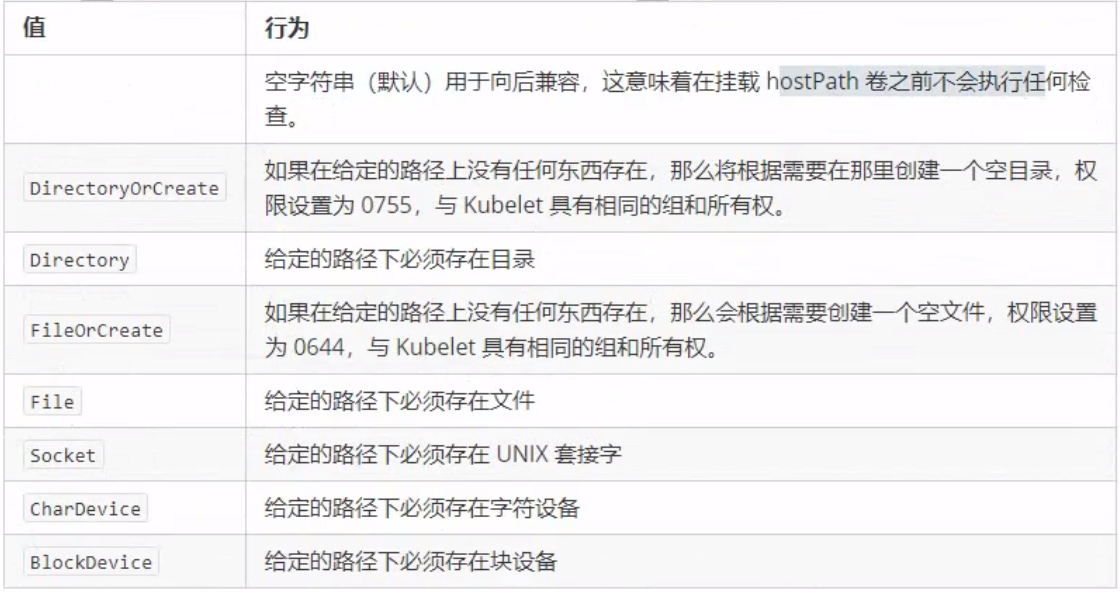 值 行为
空字符串（默认）用于向后兼容，这意味着在挂载 hostPath 卷之前不会执行任何检
查。
DirectoryOrCreate
如果在给定的路径上没有任何东西存在，那么将根据需要在那里创建一个空目录，权
限设置为 0755，与 Kubelet 具有相同的组和所有权。
Directory 给定的路径下必须存在目录
FileOrCreate
如果在给定的路径上没有任何东西存在，那么会根据需要创建一个空文件，权限设置
为 0644，与 Kubelet 具有相同的组和所有权。
File 给定的路径下必须存在文件
Socket 给定的路径下必须存在 UNIX 套接字
CharDevice 给定的路径下必须存在字符设备
BlockDevice 给定的路径下必须存在块设备